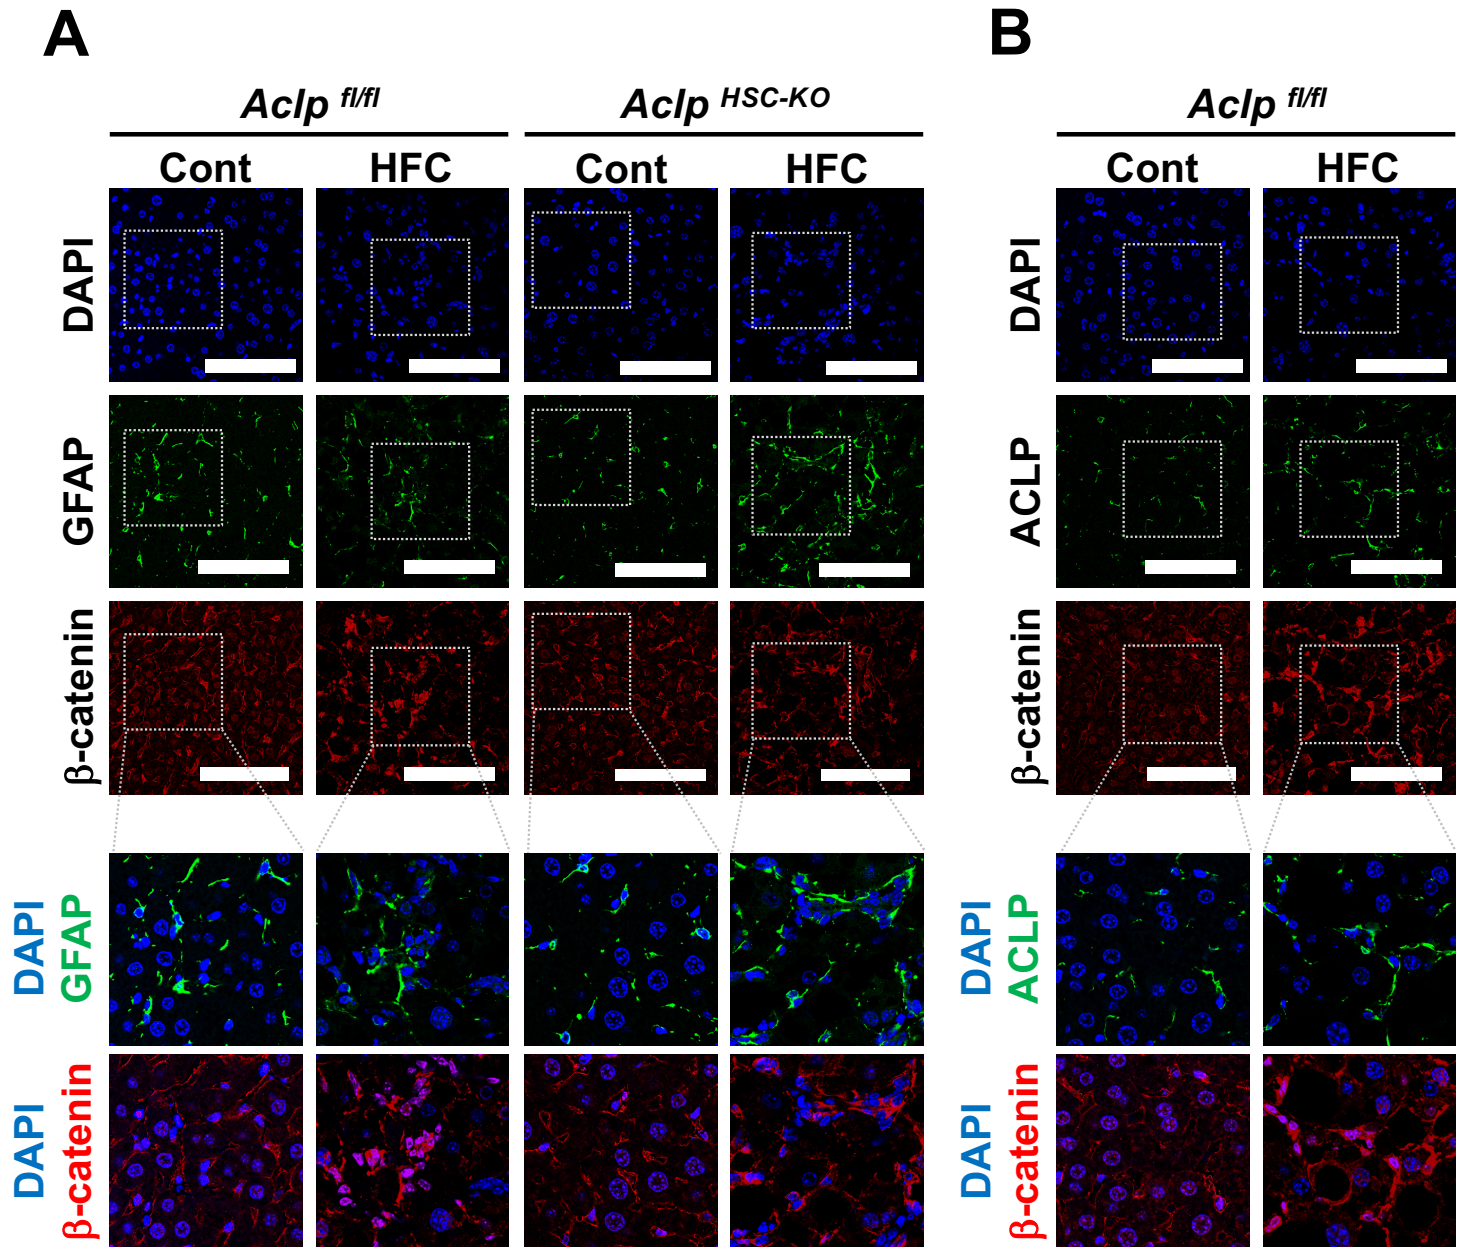 A
B
Aclp fl/fl
Aclp HSC-KO
Aclp fl/fl
Cont
HFC
Cont
HFC
Cont
HFC
DAPI
DAPI
GFAP
ACLP
β-catenin
β-catenin
DAPI
GFAP
DAPI
ACLP
DAPI
β-catenin
DAPI
β-catenin